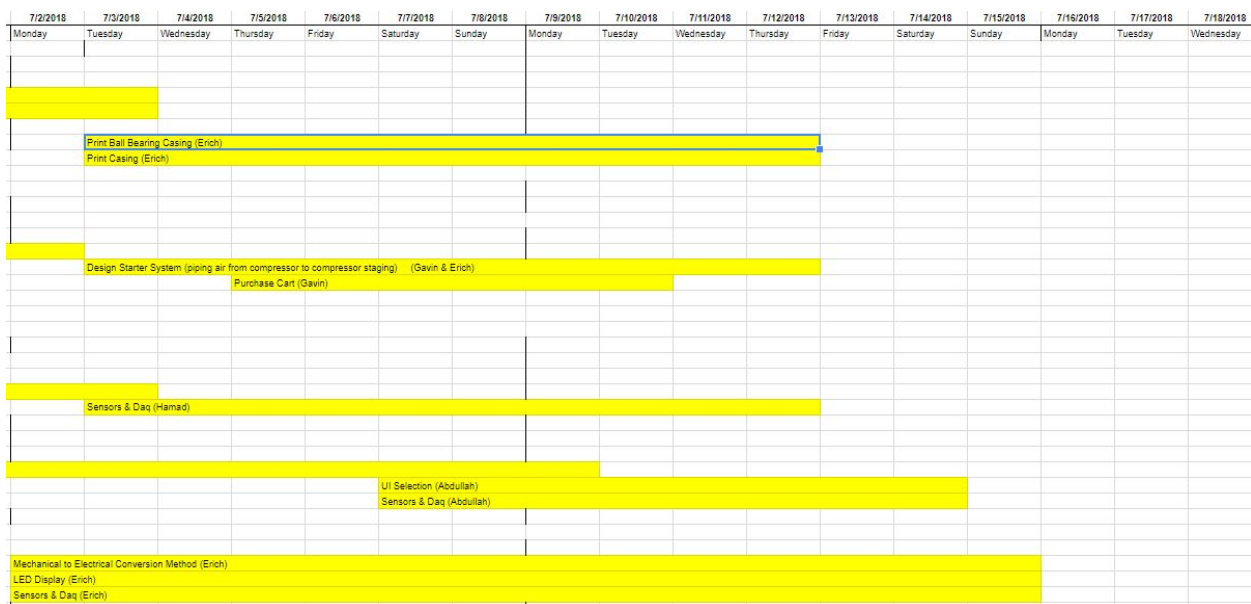 7/2/2018 7/3/2018 7/4/2018 7/5/2018 7/6/2018 7/7/2018 7/8/2018 7/9/2018 7/10/2018 7/11/2018 7/12/2018 7/13/2018 7/14/2018 7/15/2018 7/16/2018 7/17/2018 7/18/2018
Monday Tuesday Wednesday Thursday Friday Saturday Sunday Monday Tuesday Wednesday Thursday Friday Saturday Sunday Monday Tuesday Wednesday
Print Ball Bearing Casing (Erich)
Print Casing (Erich)
Design Starter System (piping air from compressor to compressor staging) (Gavin & Erich)
Purchase Cart (Gavin)
Sensors & Daq (Hamad)
UI Selection (Abdullah)
Sensors & Daq (Abdullah)
Mechanical to Electrical Conversion Method (Erich)
LED Display (Erich)
Sensors & Daq (Erich)